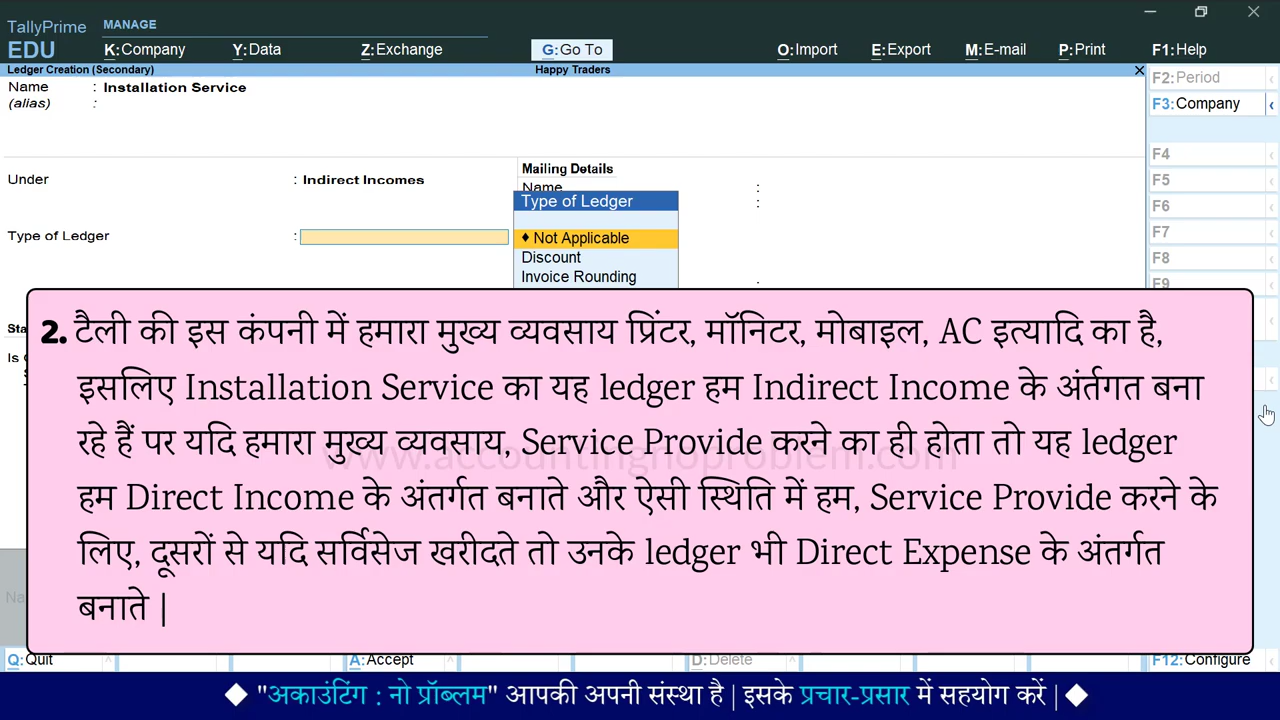 TallyPrime
EDU
MANAGE
K:Company
Y:Data
Z:Exchange
G:Go To
O:Import
E:Export
M:E-mail
P:Print
F1:Help
Ledger Creation (Secondary)
Happy Traders
Name : Installation Service
(alias) :
F2:Period
F3:Company
Under : Indirect Incomes
Mailing Details
Name :
:
Type of Ledger
Type of Ledger :
♦ Not Applicable
Discount
Invoice Rounding
F4
F5
F6
F7
F8
F9
2. टैली की इस कंपनी में हमारा मुख्य व्यवसाय प्रिंटर, मॉनिटर, मोबाइल, AC इत्यादि का है,
इसलिए Installation Service का यह ledger हम Indirect Income के अंर्तगत बना
रहे हैं पर यदि हमारा मुख्य व्यवसाय, Service Provide करने का ही होता तो यह ledger
हम Direct Income के अंतर्गत बनाते और ऐसी स्थिति में हम, Service Provide करने के
लिए, दूसरों से यदि सर्विसेज खरीदते तो उनके ledger भी Direct Expense के अंतर्गत
बनाते |
www.accountingnoproblem.com
Q:Quit
A:Accept
D:Delete
F12:Configure
◆ "अकाउंटिंग : नो प्रॉब्लम" आपकी अपनी संस्था है | इसके प्रचार-प्रसार में सहयोग करें | ◆